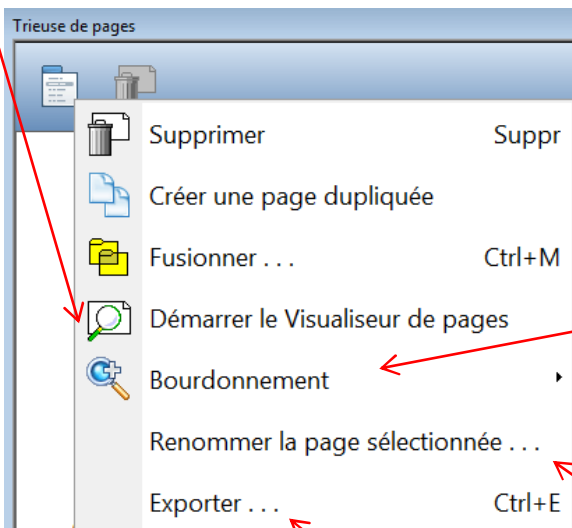 Trieuse de pages
Supprimer Suppr
Créer une page dupliquée
Fusionner . . . Ctrl+M
Démarrer le Visualiseur de pages
Bourdonnement
Renommer la page sélectionnée . . .
Exporter . . . Ctrl+E